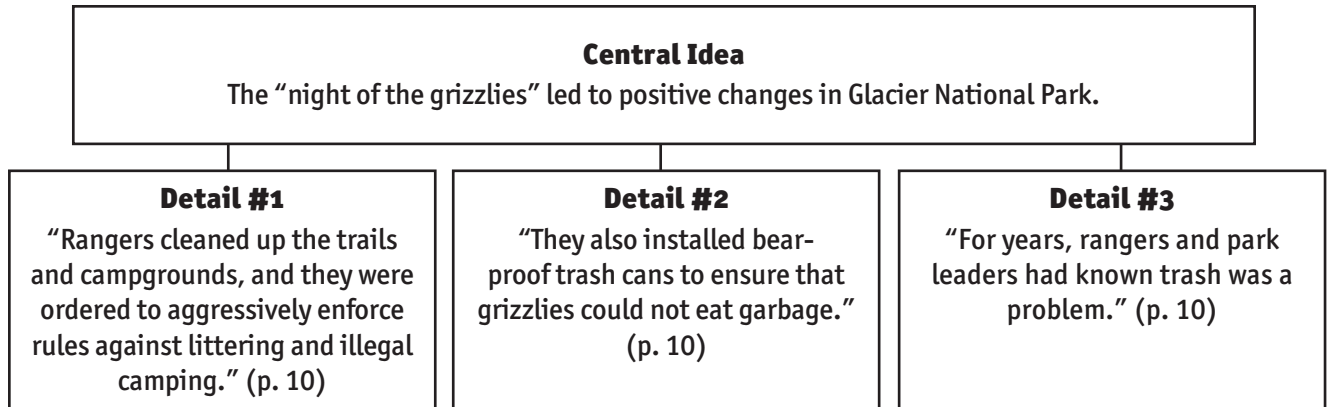 Central Idea
The “night of the grizzlies” led to positive changes in Glacier National Park.
Detail #1
“Rangers cleaned up the trails
and campgrounds, and they were
ordered to aggressively enforce
rules against littering and illegal
camping.” (p. 10)
Detail #2
“They also installed bear-
proof trash cans to ensure that
grizzlies could not eat garbage.”
(p. 10)
Detail #3
“For years, rangers and park
leaders had known trash was a
problem.” (p. 10)